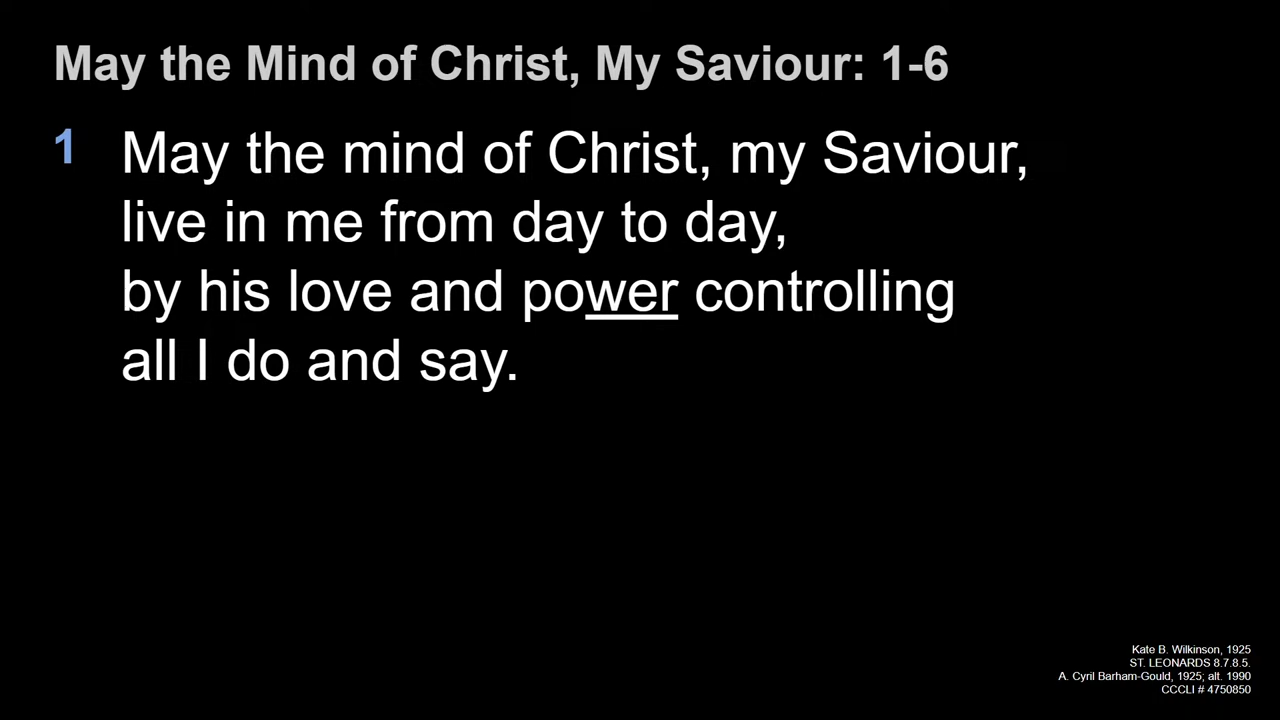 May the Mind of Christ, My Saviour: 1-6
1 May the mind of Christ, my Saviour,
live in me from day to day,
by his love and power controlling
all I do and say.
Kate B. Wilkinson, 1925
ST. LEONARDS 8.7.8.5.
A. Cyril Barham-Gould, 1925; alt. 1990
CCCLI # 4750850